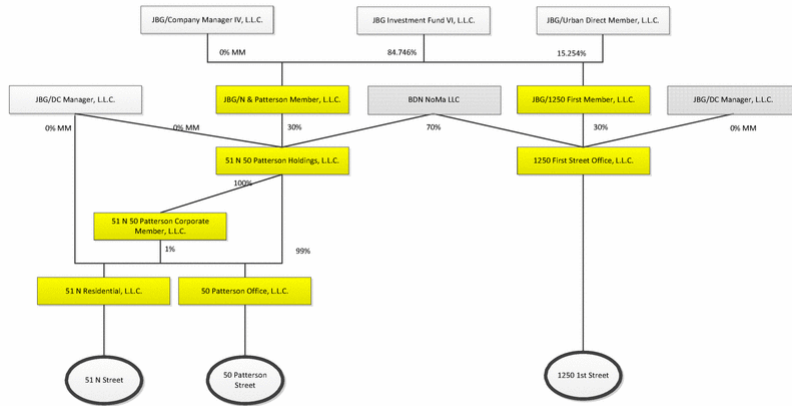 JBG/Company Manager IV, L.L.C.
JBG Investment Fund VI, L.L.C.
JBG/Urban Direct Member, L.L.C.
0% MM
84.746%
15.254%
JBG/DC Manager, L.L.C.
JBG/N & Patterson Member, L.L.C.
BDN NoMa LLC
JBG/1250 First Member, L.L.C.
JBG/DC Manager, L.L.C.
0% MM
0% MM
30%
70%
30%
0% MM
51 N 50 Patterson Holdings, L.L.C.
1250 First Street Office, L.L.C.
100%
51 N 50 Patterson Corporate
Member, L.L.C.
1%
99%
51 N Residential, L.L.C.
50 Patterson Office, L.L.C.
51 N Street
50 Patterson
Street
1250 1st Street